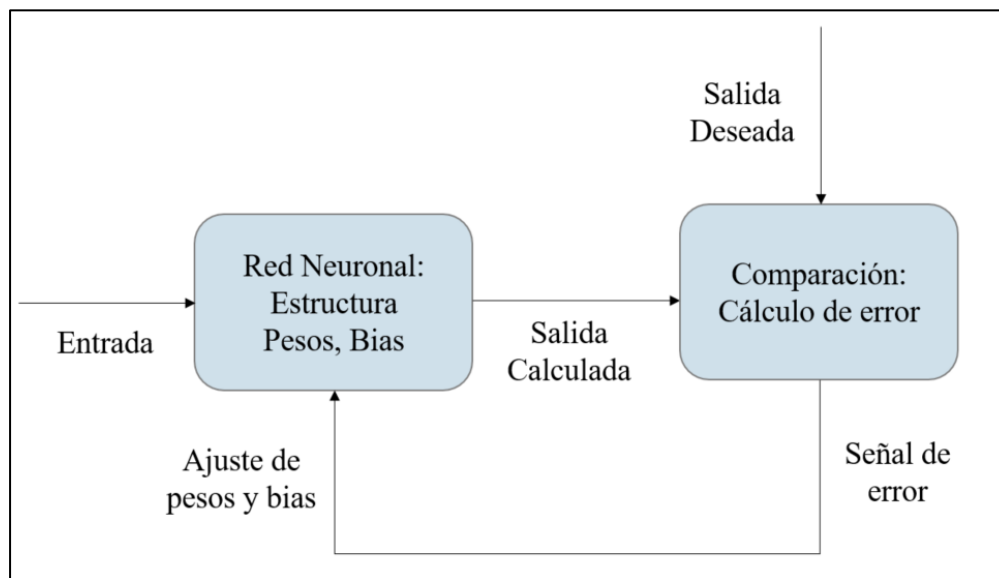 Salida
Deseada
Red Neuronal:
Estructura
Pesos, Bias
Comparación:
Cálculo de error
Entrada
Salida
Calculada
Ajuste de
pesos y bias
Señal de
error